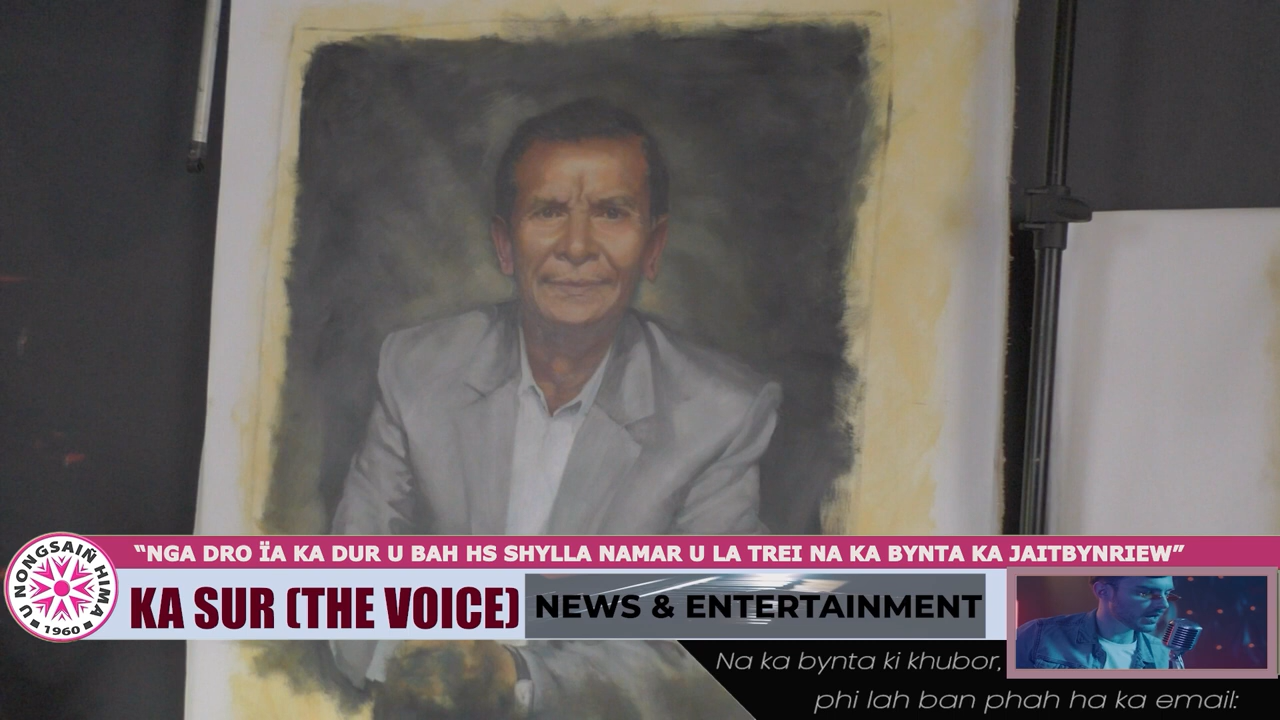 “NGA DRO ÏA KA DUR U BAH HS SHYLLA NAMAR U LA TREI NA KA BYNTA KA JAITBYNRIEW”
U NONGSAIÑ HIMA
1960
KA SUR (THE VOICE)
NEWS & ENTERTAINMENT
Na ka bynta ki khubor,
phi lah ban phah ha ka email: